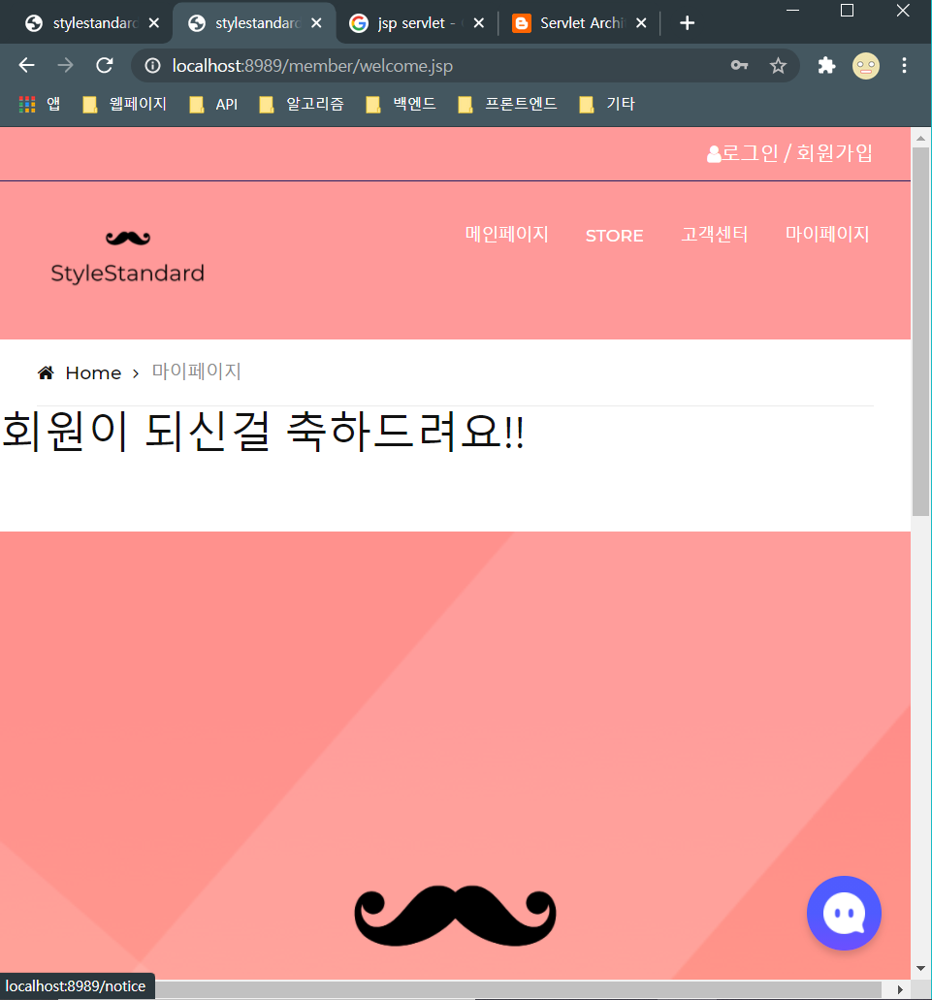 stylestandard
stylestandard
jsp servlet -
Servlet Archi
localhost:8989/member/welcome.jsp
앱 웹페이지 API 알고리즘 백엔드 프론트엔드 기타
로그인 / 회원가입
StyleStandard
메인페이지 STORE 고객센터 마이페이지
Home > 마이페이지
회원이 되신걸 축하드려요!!
localhost:8989/notice